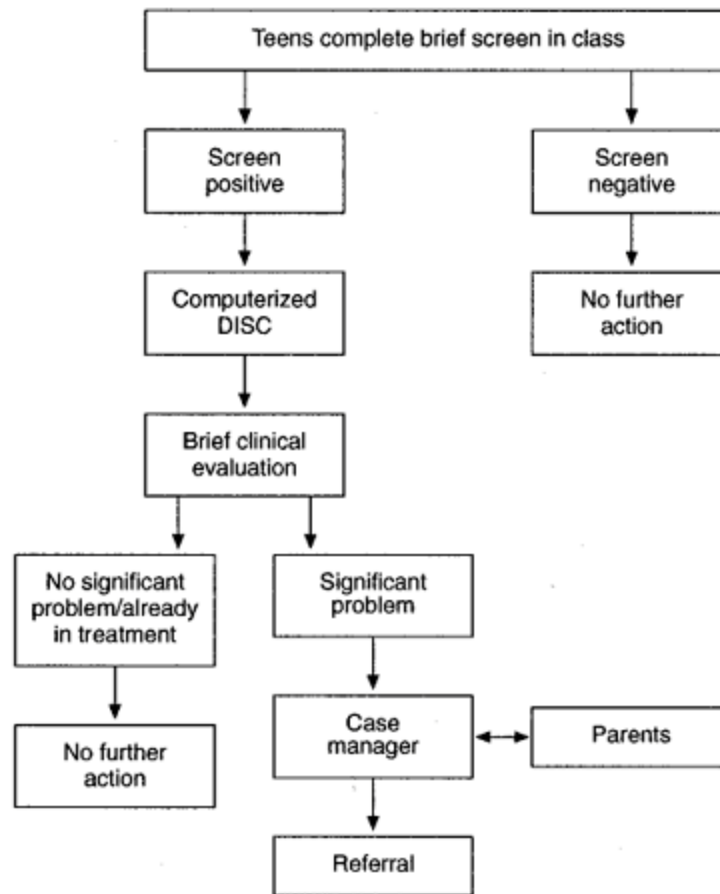 Teens complete brief screen in class
Screen
positive
Screen
negative
Computerized
DISC
No further
action
Brief clinical
evaluation
No significant
problem/already
in treatment
Significant
problem
No further
action
Case
manager
Parents
Referral